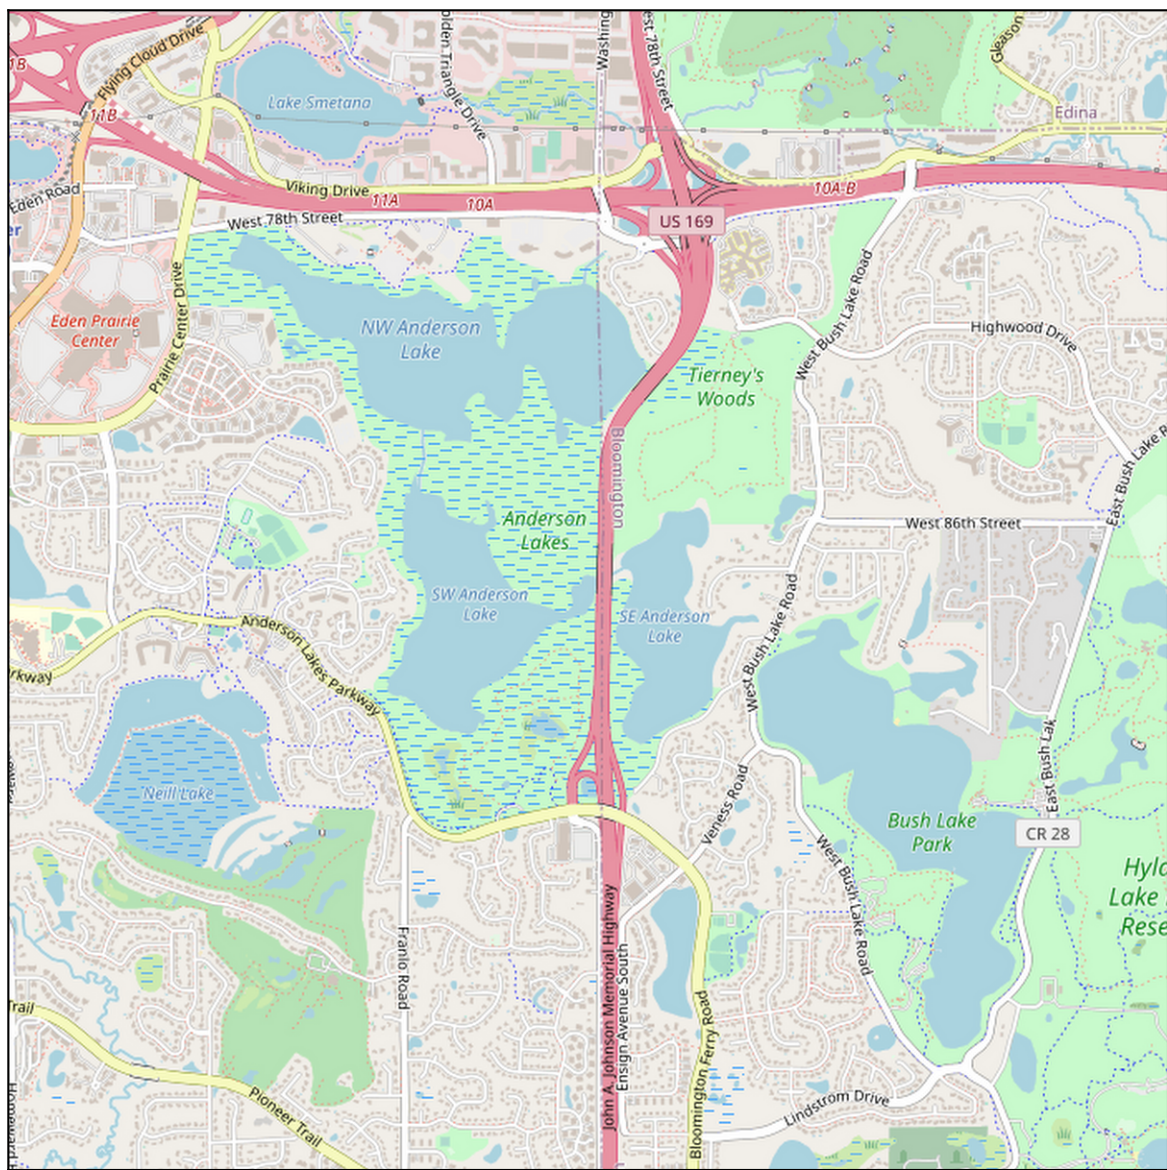 Flying Cloud Drive
Golden Triangle Drive
West 78th Street
Gleason
Lake Smetana
11B
1B
Edina
Viking Drive
11A
10A
10A-B
Eden Road
West 78th Street
US 169
Eden Prairie
Center
Prairie Center Drive
NW Anderson
Lake
West Bush Lake Road
Highwood Drive
Tierney's
Woods
Bloomington
East Bush Lake R
Anderson
Lakes
West 86th Street
SW Anderson
Lake
SE Anderson
Lake
West Bush Lake Road
Anderson Lakes Parkway
rkway
East Bush Lak
Neill Lake
Veness Road
Bush Lake
Park
CR 28
West Bush Lake Road
Hyla
Lake
Rese
Franlo Road
John A. Johnson Memorial Highway
Ensign Avenue South
Bloomington Ferry Road
Trail
Pioneer Trail
Lindstrom Drive
Homeward